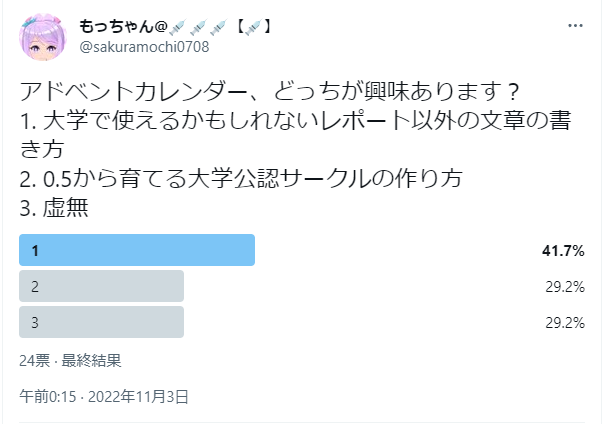 もっちゃん@💉💉💉【💉】
@sakuramochi0708
アドベントカレンダー、どっちが興味あります？
1. 大学で使えるかもしれないレポート以外の文章の書
き方
2. 0.5から育てる大学公認サークルの作り方
3. 虚無
1 41.7%
2 29.2%
3 29.2%
24票 · 最終結果
午前0:15 · 2022年11月3日